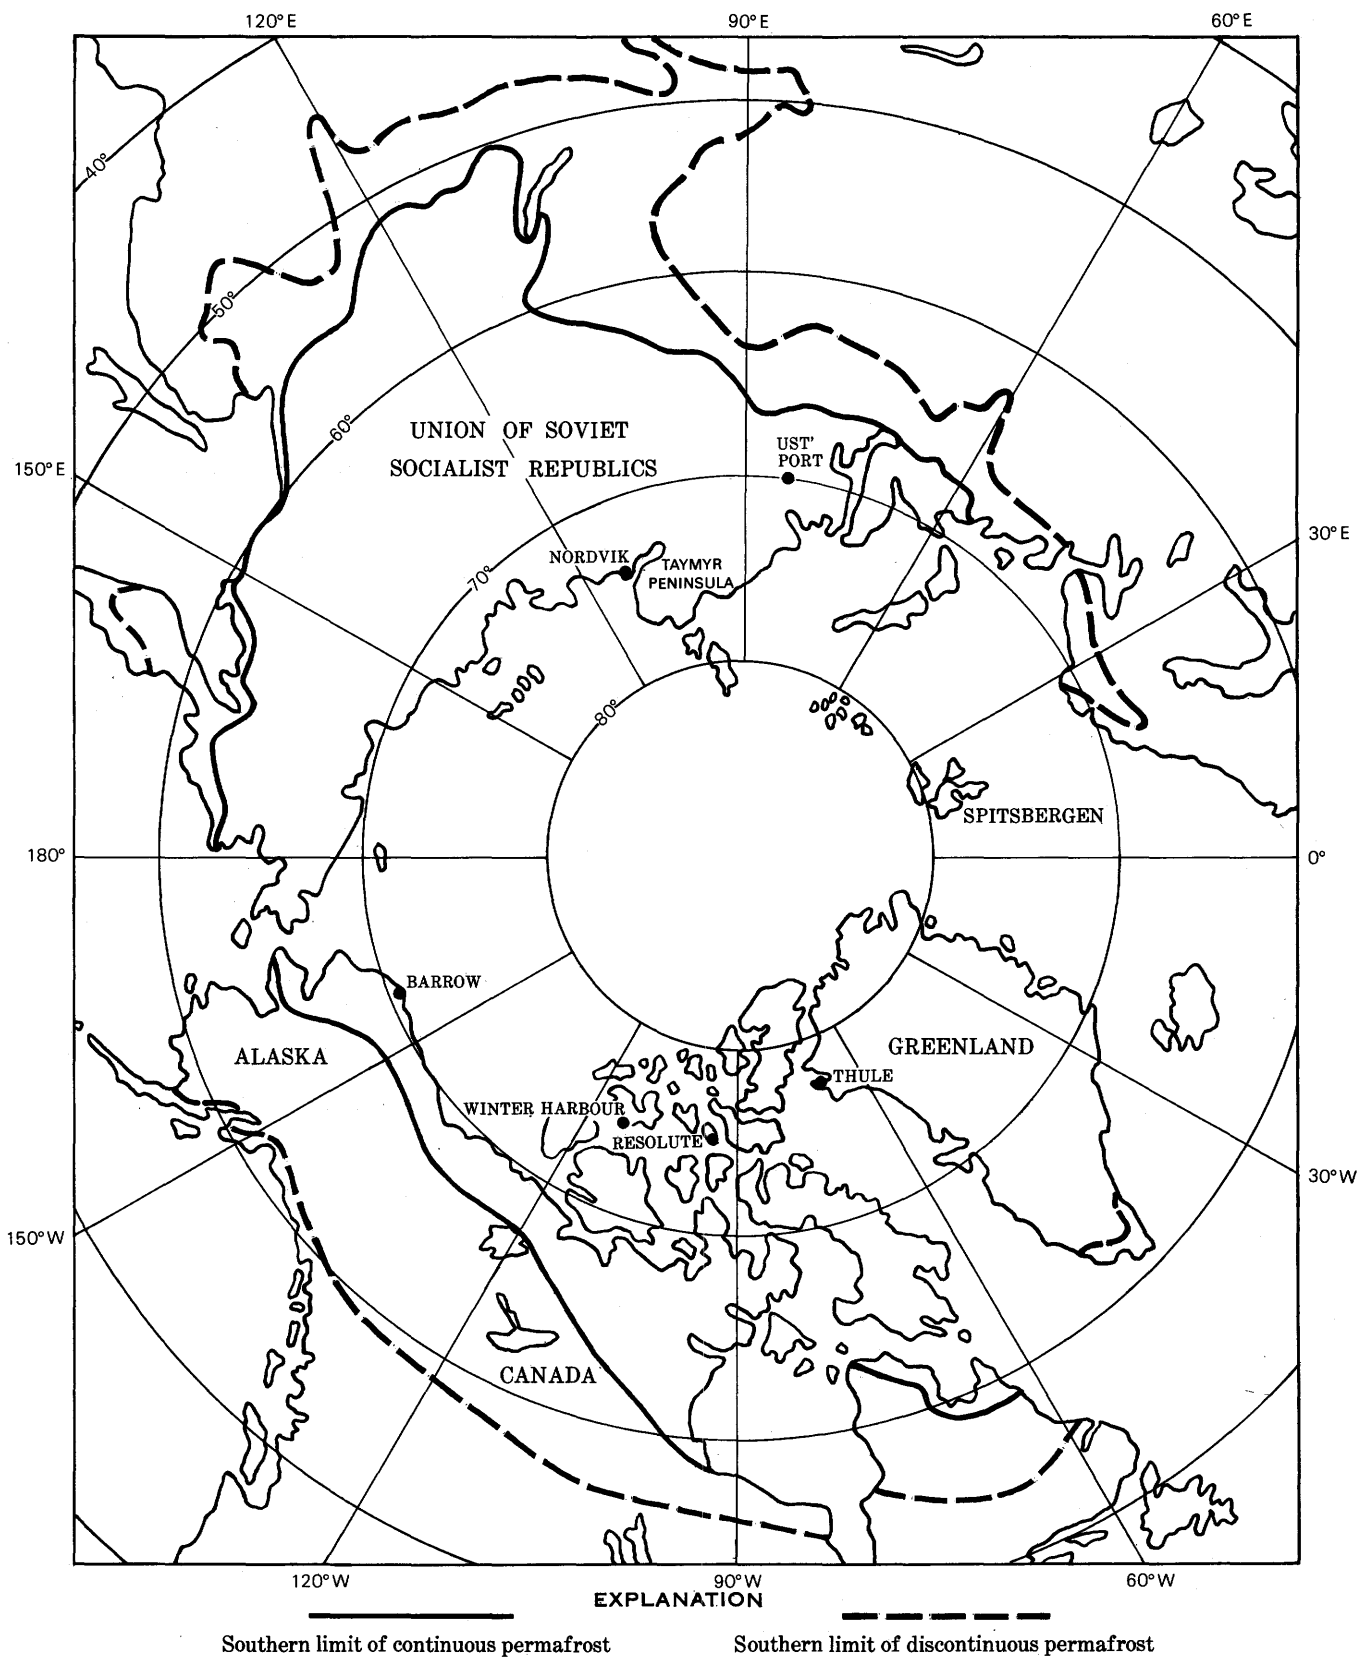 120°E
90°E
60°E
40°
50°
60°
UNION OF SOVIET
SOCIALIST REPUBLICS
UST'
PORT
150°E
30°E
NORDVIK
TAYMYR
PENINSULA
70°
80°
SPITSBERGEN
180°
0°
BARROW
ALASKA
GREENLAND
THULE
WINTER HARBOUR
RESOLUTE
30°W
150°W
CANADA
120°W
90°W
60°W
EXPLANATION
Southern limit of continuous permafrost
Southern limit of discontinuous permafrost